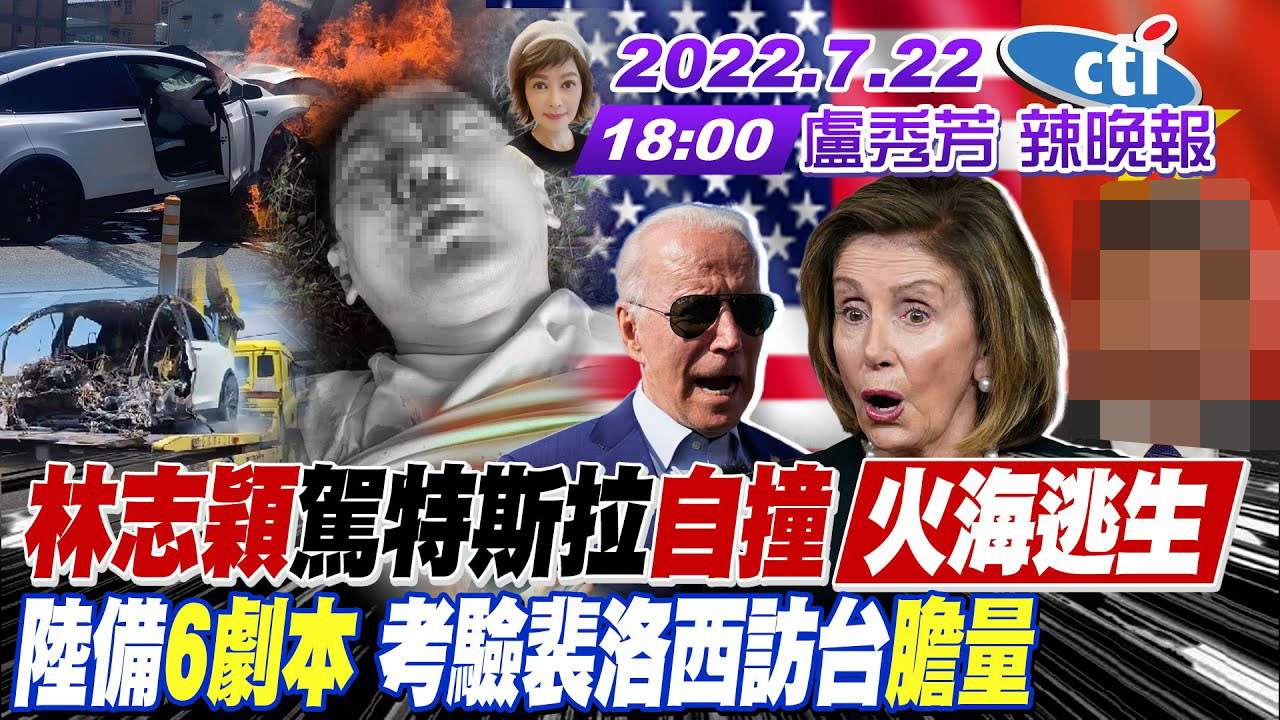 2022.7.22
cti
18:00 盧秀芳 辣晚報
林志穎駕特斯拉自撞 火海逃生
陸備6劇本 考驗裴洛西訪台膽量